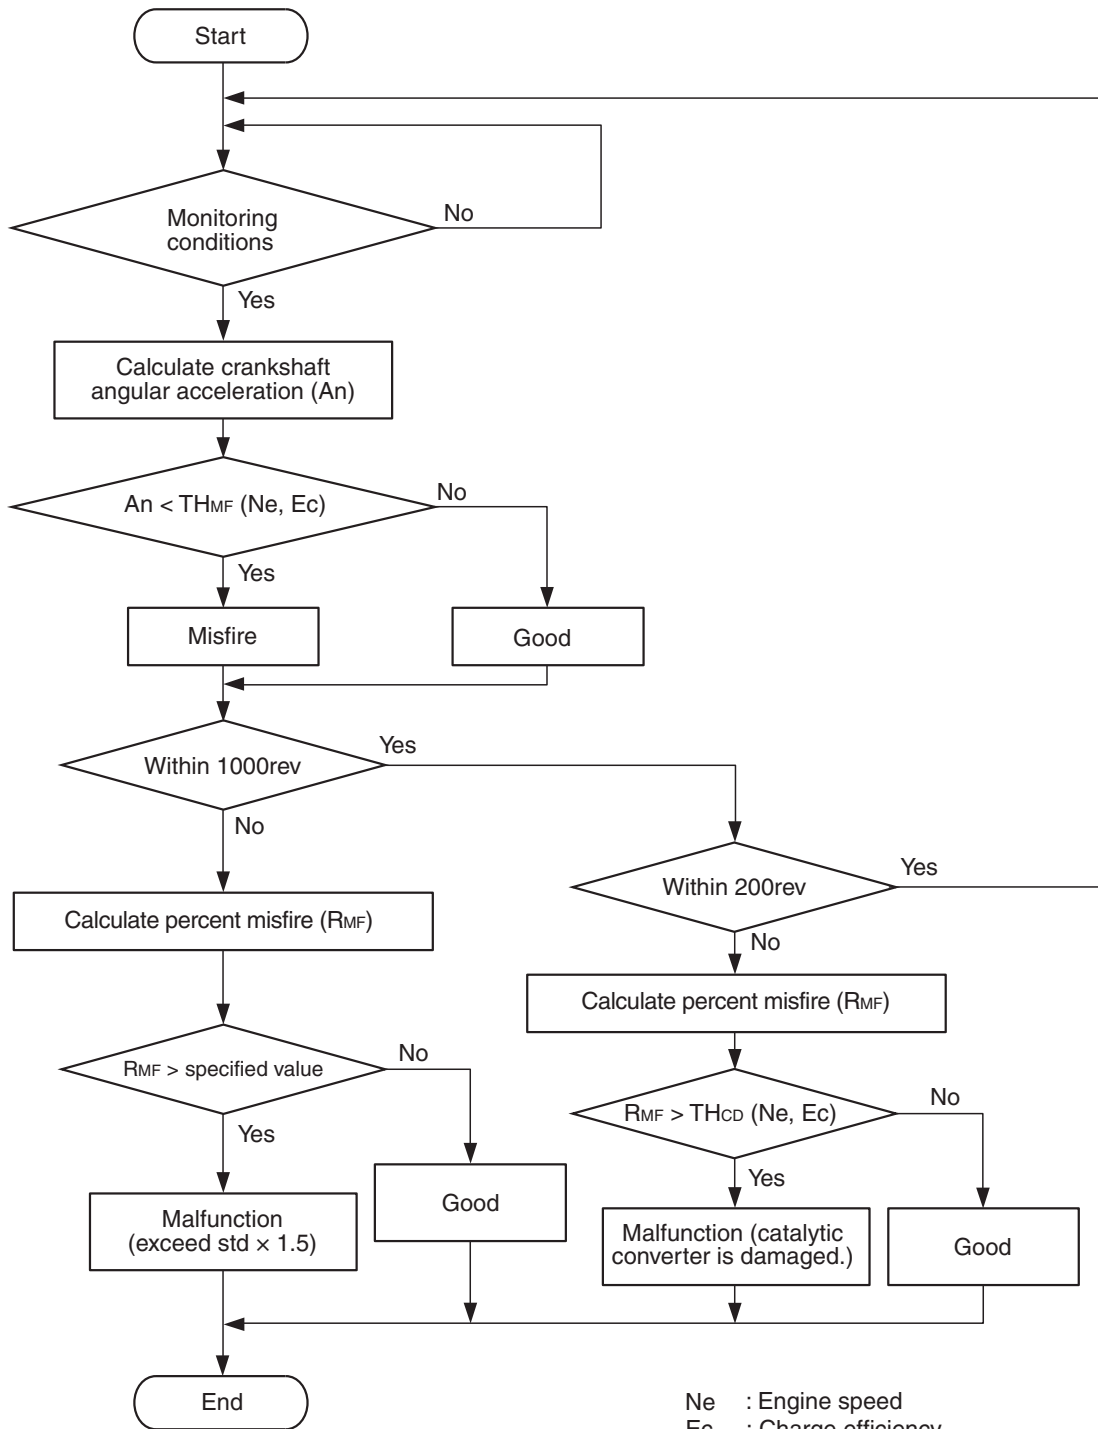 Start
Monitoring
conditions
No
Yes
Calculate crankshaft
angular acceleration (An)
An < THMF (Ne, Ec)
No
Yes
Misfire
Good
Within 1000rev
Yes
No
Within 200rev
Yes
No
Calculate percent misfire (RMF)
Calculate percent misfire (RMF)
RMF > specified value
No
Yes
RMF > THCD (Ne, Ec)
No
Yes
Malfunction
(exceed std × 1.5)
Good
Malfunction (catalytic
converter is damaged.)
Good
End
Ne : Engine speed
Ec : Charge efficiency